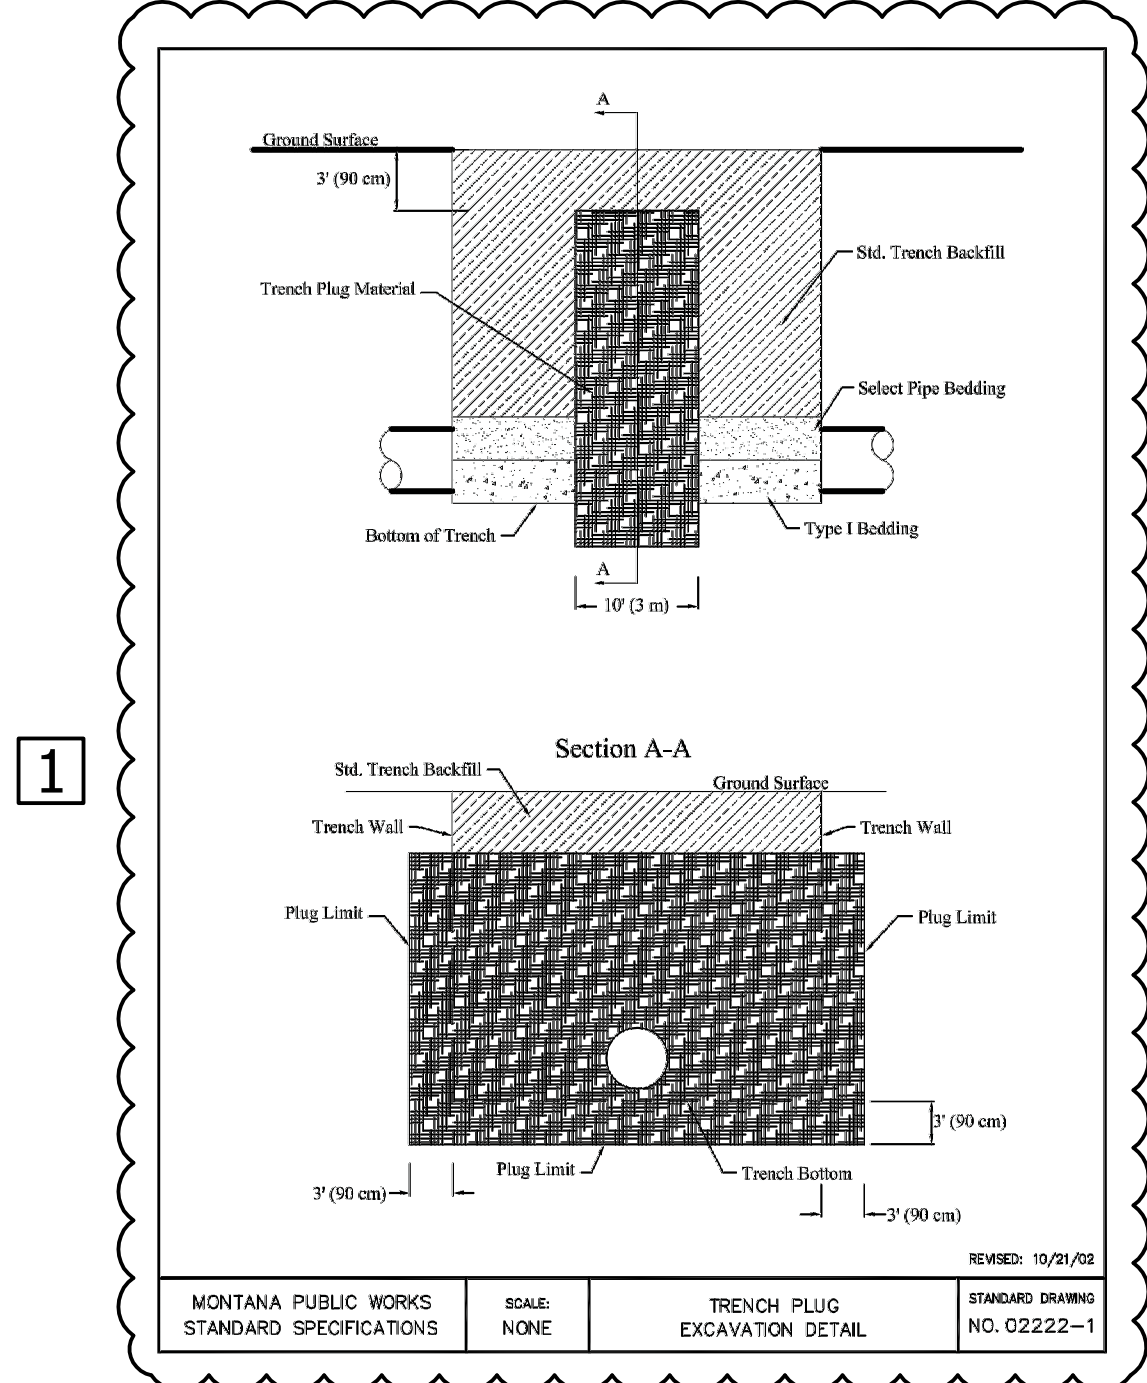 A
Ground Surface
3' (90 cm)
Std. Trench Backfill
Trench Plug Material
Select Pipe Bedding
Bottom of Trench
Type I Bedding
A
10' (3 m)
1
Section A-A
Std. Trench Backfill
Ground Surface
Trench Wall
Trench Wall
Plug Limit
Plug Limit
3' (90 cm)
Plug Limit
Trench Bottom
3' (90 cm)
3' (90 cm)
REVISED: 10/21/02
MONTANA PUBLIC WORKS
STANDARD SPECIFICATIONS
SCALE:
NONE
TRENCH PLUG
EXCAVATION DETAIL
STANDARD DRAWING
NO. 02222-1